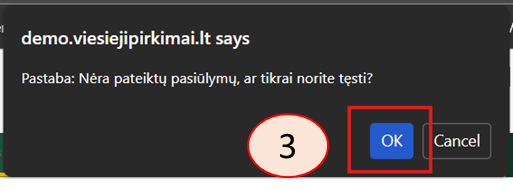 demo.viesiejipirkimai.lt says
Pastaba: Nėra pateiktų pasiūlymų, ar tikrai norite tęsti?
3
OK
Cancel